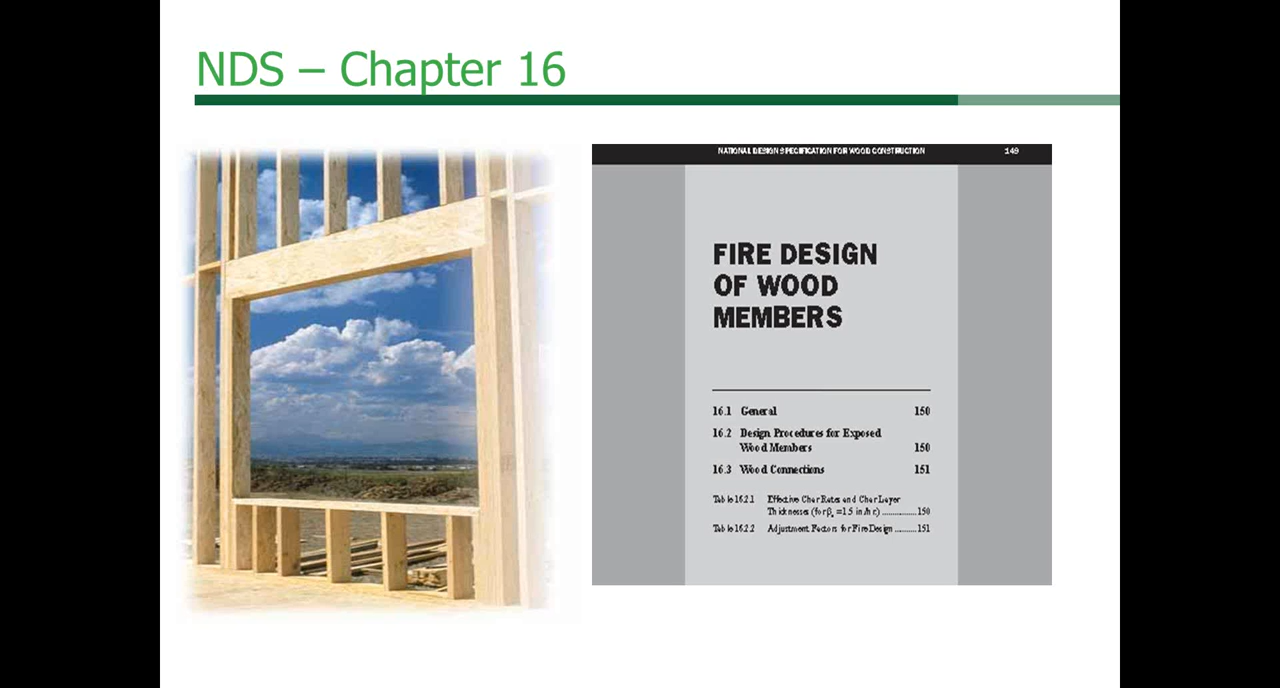 NDS – Chapter 16
NATIONAL DESIGN SPECIFICATION FOR WOOD CONSTRUCTION 149
FIRE DESIGN
OF WOOD
MEMBERS
16.1 General 150
16.2 Design Procedures for Exposed
Wood Members 150
16.3 Wood Connections 151
Table 16.2.1 Effective Char Rates and Char Layer
Thicknesses (for βn = 1.5 in./hr.) ................ 150
Table 16.2.2 Adjustment Factors for Fire Design .......... 151